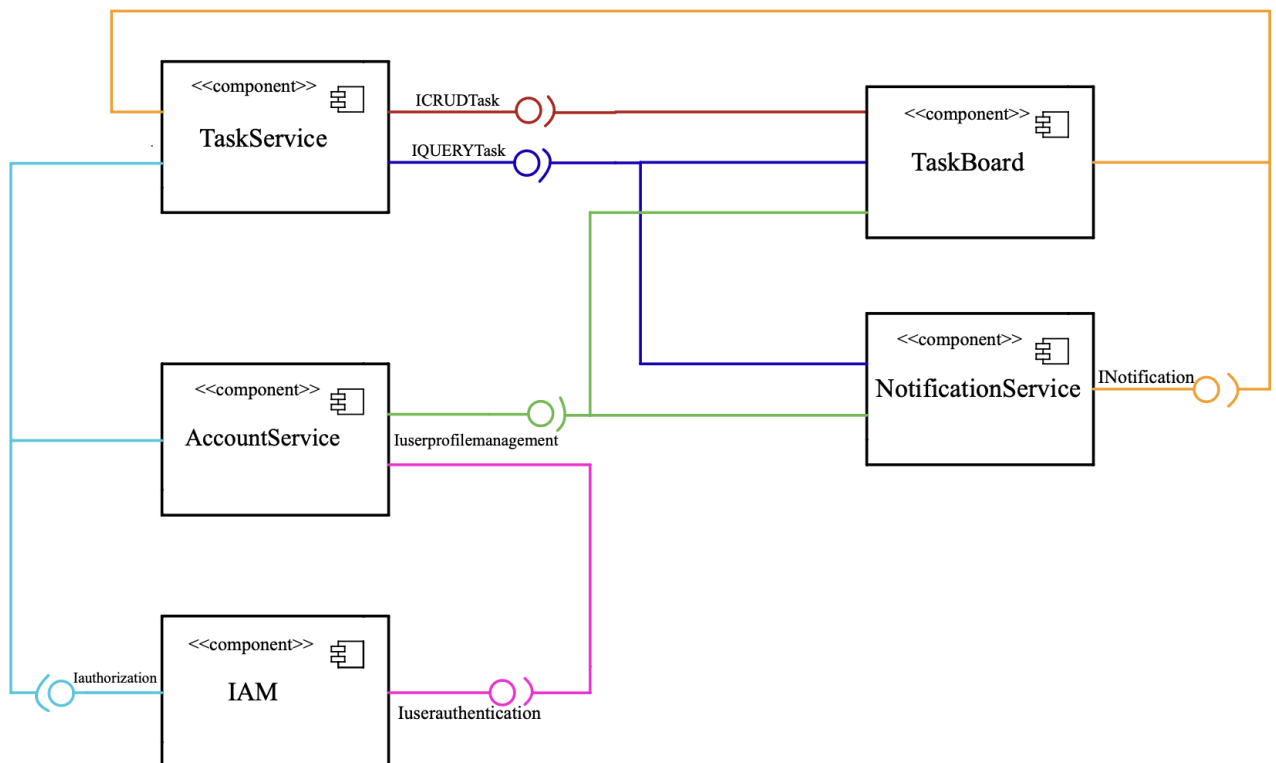 <<component>>
TaskService
ICRUDTask
IQUERYTask
<<component>>
TaskBoard
<<component>>
NotificationService
INotification
<<component>>
AccountService
Iuserprofilemanagement
<<component>>
IAM
Iauthorization
Iuserauthentication